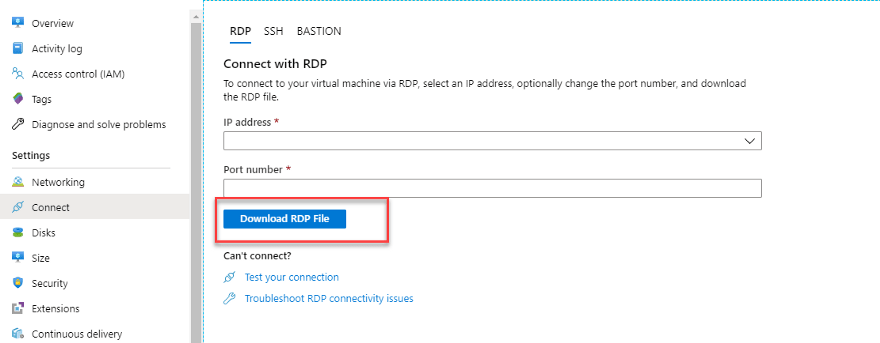 Overview
Activity log
Access control (IAM)
Tags
Diagnose and solve problems
Settings
Networking
Connect
Disks
Size
Security
Extensions
Continuous delivery
RDP SSH BASTION
Connect with RDP
To connect to your virtual machine via RDP, select an IP address, optionally change the port number, and download
the RDP file.
IP address *
Port number *
Download RDP File
Can't connect?
Test your connection
Troubleshoot RDP connectivity issues